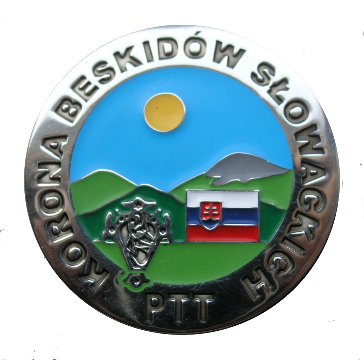 KORONA BESKIDÓW SŁOWACKICH
PTT